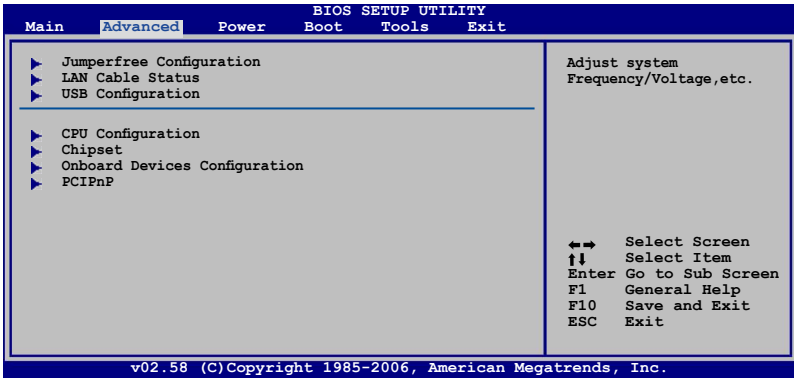 BIOS SETUP UTILITY
Main Advanced Power Boot Tools Exit
Jumperfree Configuration
LAN Cable Status
USB Configuration
CPU Configuration
Chipset
Onboard Devices Configuration
PCIPnP
Adjust system
Frequency/Voltage,etc.
←→ Select Screen
↑↓ Select Item
Enter Go to Sub Screen
F1 General Help
F10 Save and Exit
ESC Exit
v02.58 (C)Copyright 1985-2006, American Megatrends, Inc.